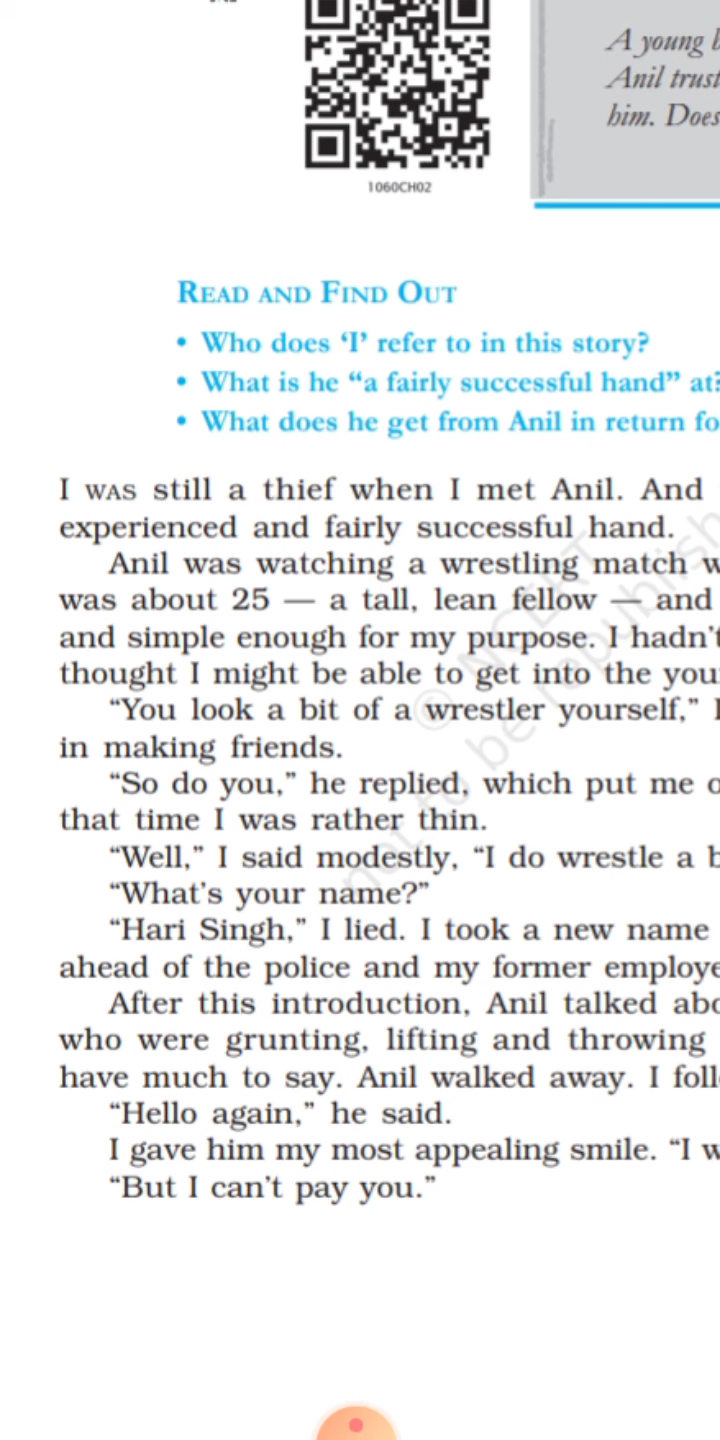 A young
Anil trust
him. Does
1060CH02
READ AND FIND OUT
• Who does ‘I’ refer to in this story?
• What is he “a fairly successful hand” at?
• What does he get from Anil in return fo
I WAS still a thief when I met Anil. And
experienced and fairly successful hand.
Anil was watching a wrestling match w
was about 25 — a tall, lean fellow — and
and simple enough for my purpose. I hadn’t
thought I might be able to get into the you
“You look a bit of a wrestler yourself,” I
in making friends.
“So do you,” he replied, which put me o
that time I was rather thin.
“Well,” I said modestly, “I do wrestle a b
“What’s your name?”
“Hari Singh,” I lied. I took a new name
ahead of the police and my former employe
After this introduction, Anil talked abo
who were grunting, lifting and throwing
have much to say. Anil walked away. I foll
“Hello again,” he said.
I gave him my most appealing smile. “I w
“But I can’t pay you.”
© NCERT
not to be republish